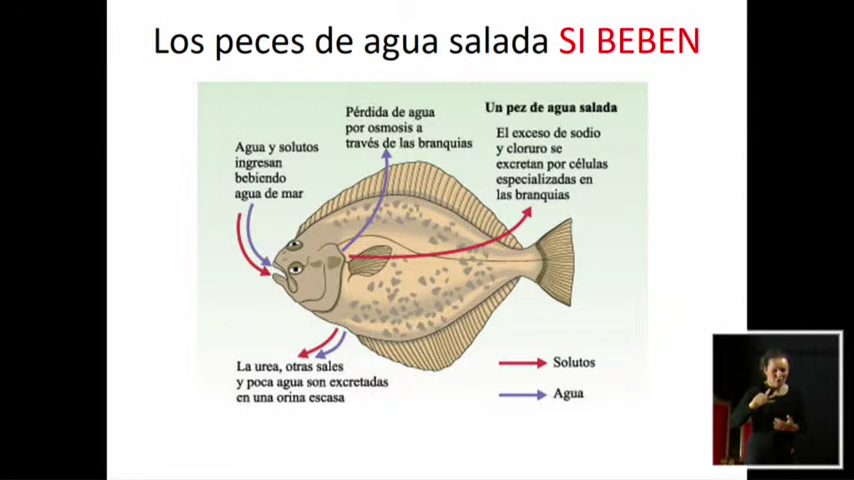 Los peces de agua salada SI BEBEN
Pérdida de agua
por osmosis a
través de las branquias
Un pez de agua salada
El exceso de sodio
y cloruro se
excretan por células
especializadas en
las branquias
Agua y solutos
ingresan
bebiendo
agua de mar
La urea, otras sales
y poca agua son excretadas
en una orina escasa
Solutos
Agua